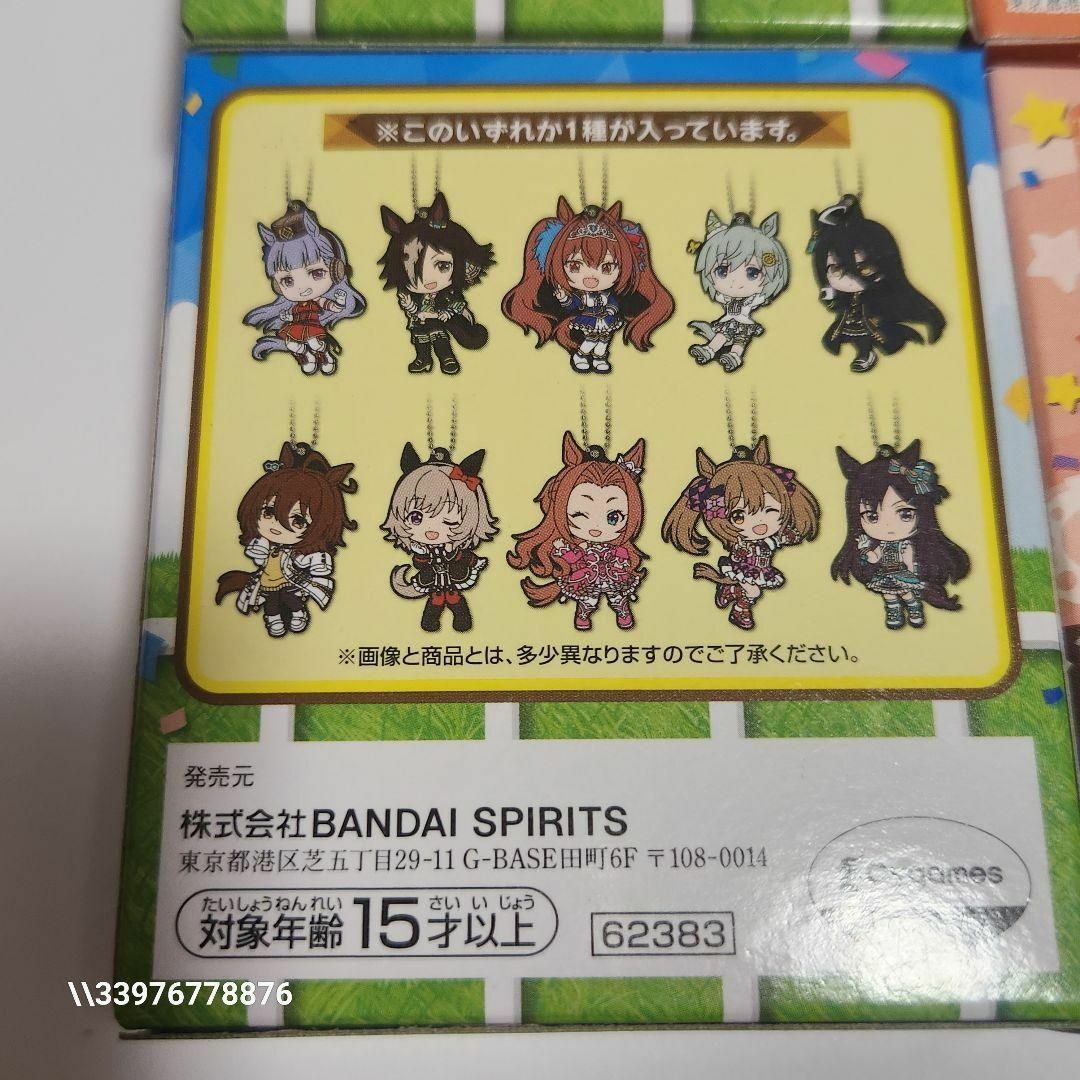 ※このいずれか1種が入っています。
※画像と商品とは、多少異なりますのでご了承ください。
発売元
株式会社BANDAI SPIRITS
東京都港区芝五丁目29-11 G-BASE田町6F 〒108-0014
たいしょうねんれい さい いじょう
対象年齢15才以上
62383
Cygames
\\33976778876